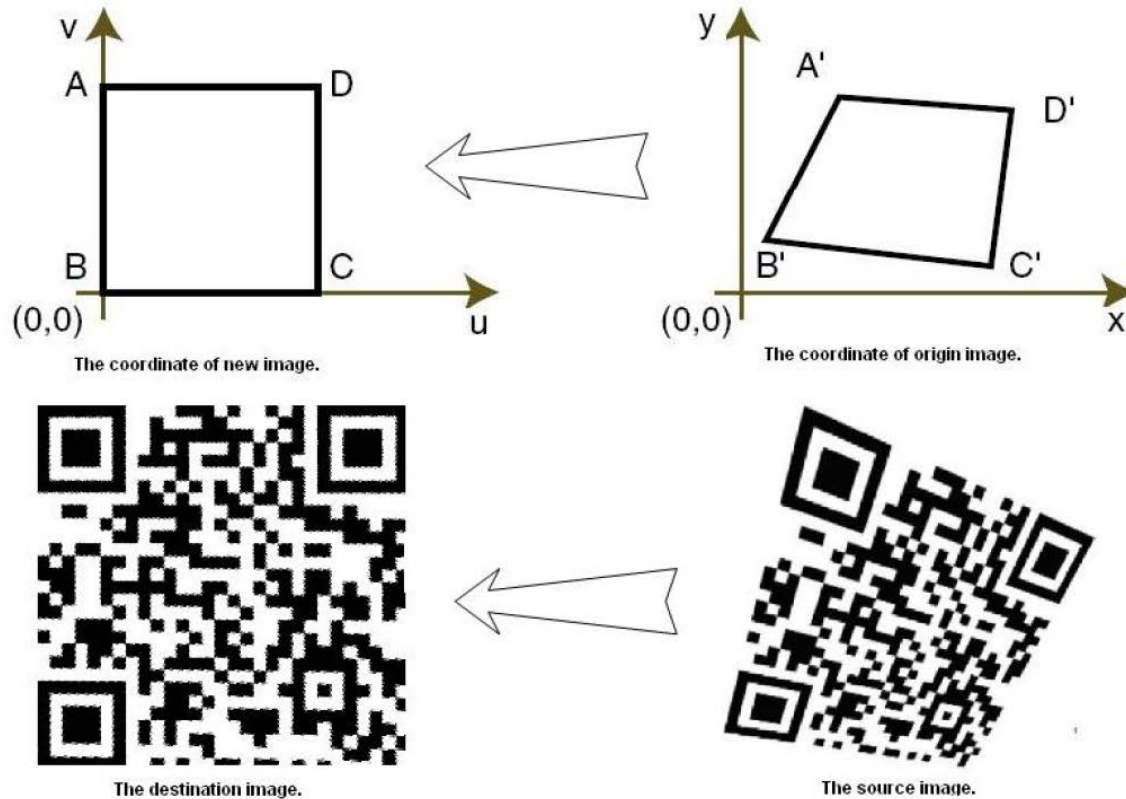 v
A
D
B
C
(0,0)
u
The coordinate of new image.
y
A'
D'
B'
C'
(0,0)
x
The coordinate of origin image.
The destination image.
The source image.